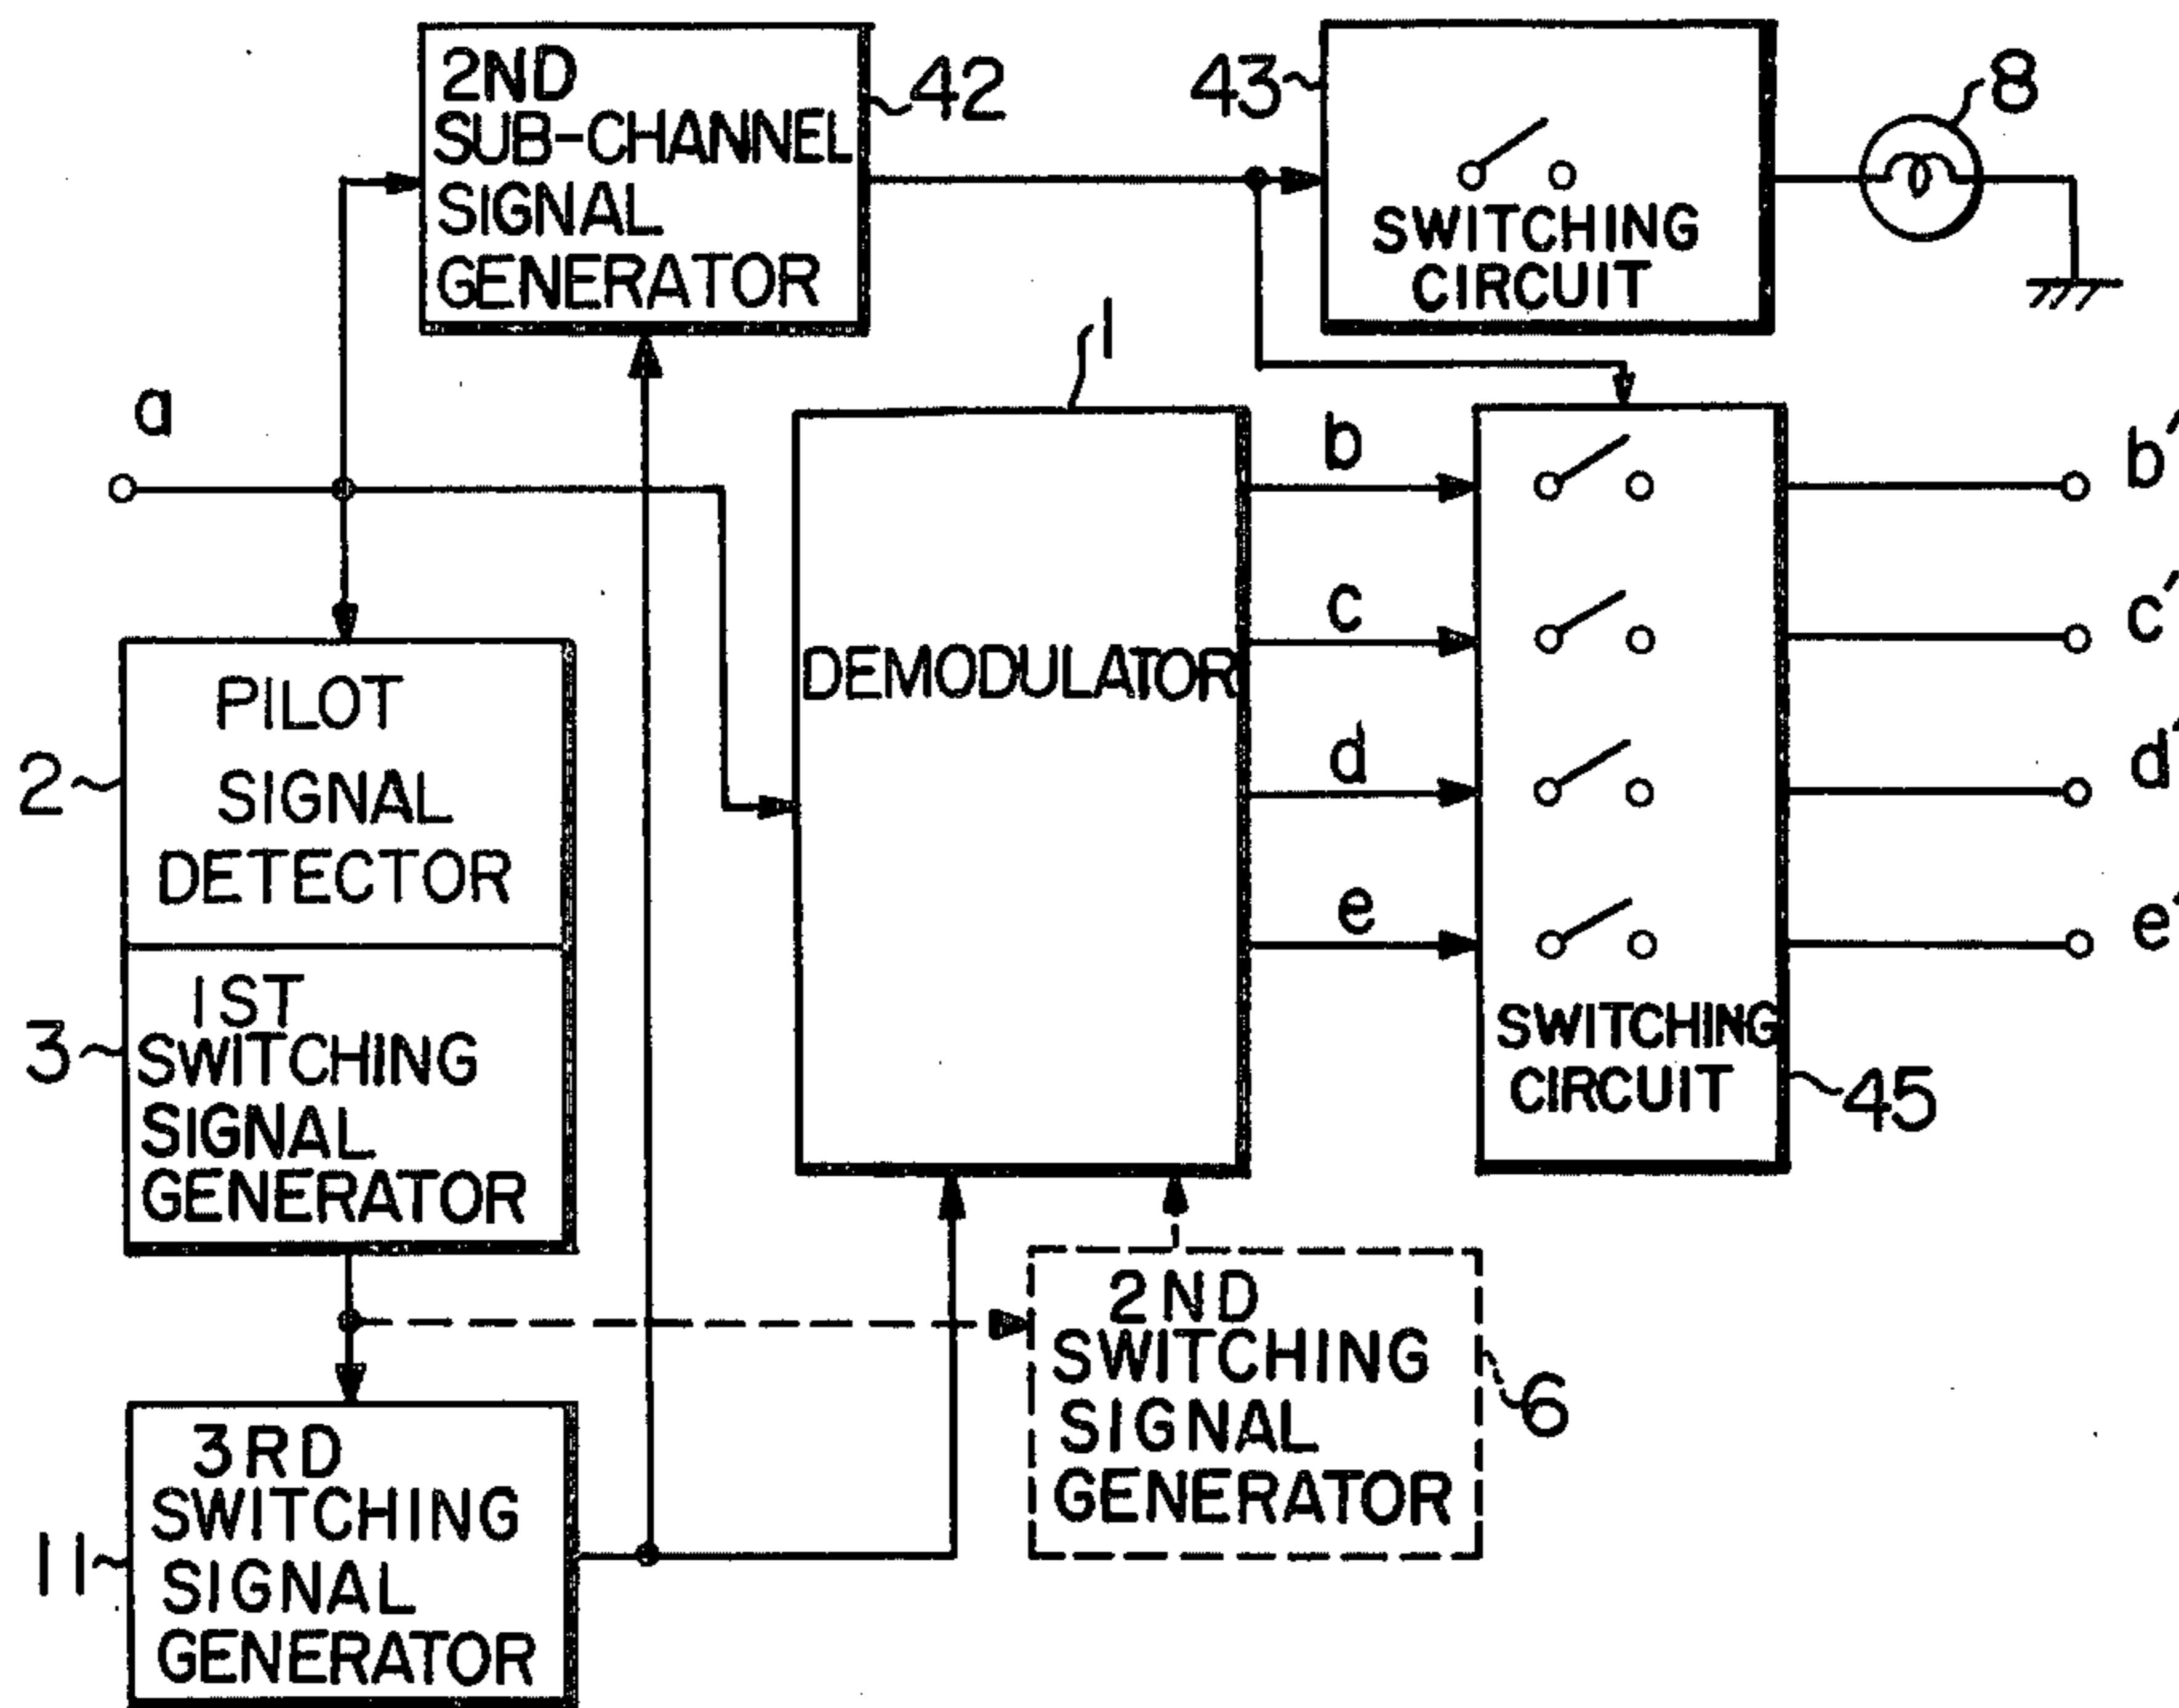 2ND
SUB-CHANNEL
SIGNAL
GENERATOR
42
43
SWITCHING
CIRCUIT
8
a
1
DEMODULATOR
b
c
d
e
SWITCHING
CIRCUIT
45
b'
c'
d'
e'
2
PILOT
SIGNAL
DETECTOR
3
1ST
SWITCHING
SIGNAL
GENERATOR
2ND
SWITCHING
SIGNAL
GENERATOR
6
11
3RD
SWITCHING
SIGNAL
GENERATOR